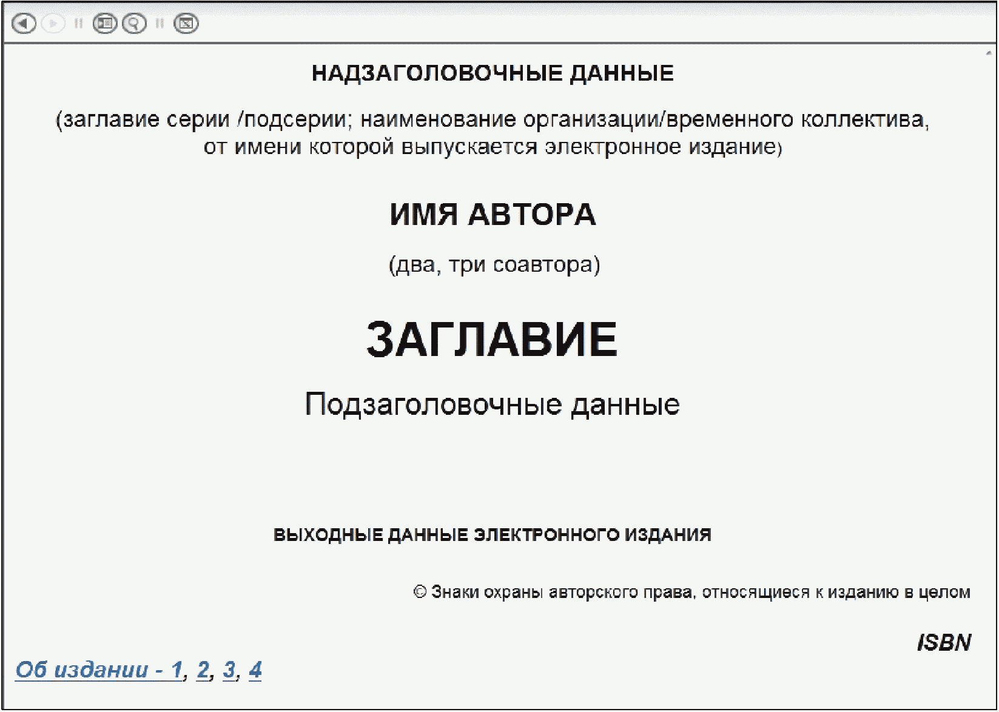 НАДЗАГОЛОВОЧНЫЕ ДАННЫЕ
(заглавие серии /подсерии; наименование организации/временного коллектива,
от имени которой выпускается электронное издание)
ИМЯ АВТОРА
(два, три соавтора)
ЗАГЛАВИЕ
Подзаголовочные данные
ВЫХОДНЫЕ ДАННЫЕ ЭЛЕКТРОННОГО ИЗДАНИЯ
© Знаки охраны авторского права, относящиеся к изданию в целом
ISBN
Об издании - 1, 2, 3, 4